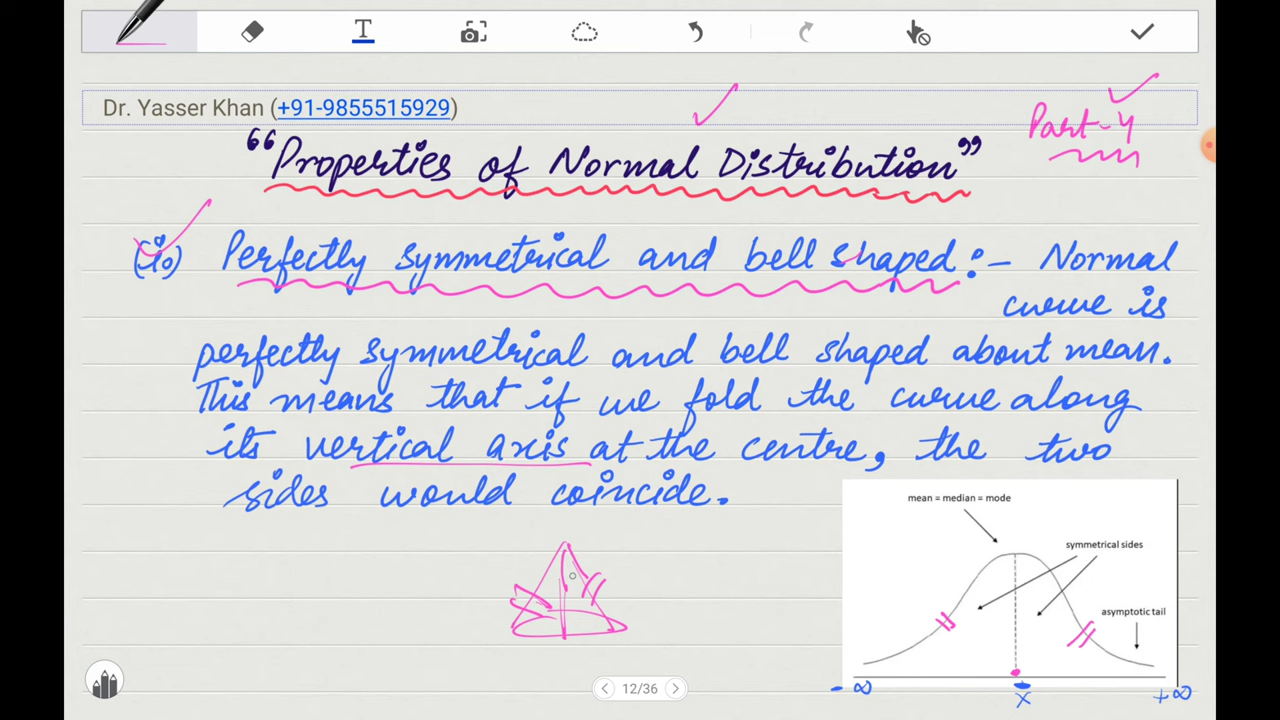 T
Dr. Yasser Khan (+91-9855515929)
Part-4
“Properties of Normal Distribution”
(i) Perfectly symmetrical and bell shaped :- Normal
curve is
perfectly symmetrical and bell shaped about mean.
This means that if we fold the curve along
its vertical axis at the centre, the two
sides would coincide.
mean = median = mode
symmetrical sides
asymptotic tail
- ∞ x̄ +∞
12/36